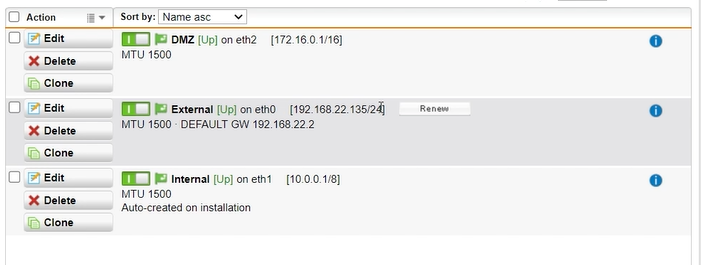 Action Sort by: Name asc
Edit DMZ [Up] on eth2 [172.16.0.1/16]
MTU 1500
Delete
Clone
Edit External [Up] on eth0 [192.168.22.135/24] Renew
MTU 1500 · DEFAULT GW 192.168.22.2
Delete
Clone
Edit Internal [Up] on eth1 [10.0.0.1/8]
MTU 1500
Delete
Auto-created on installation
Clone